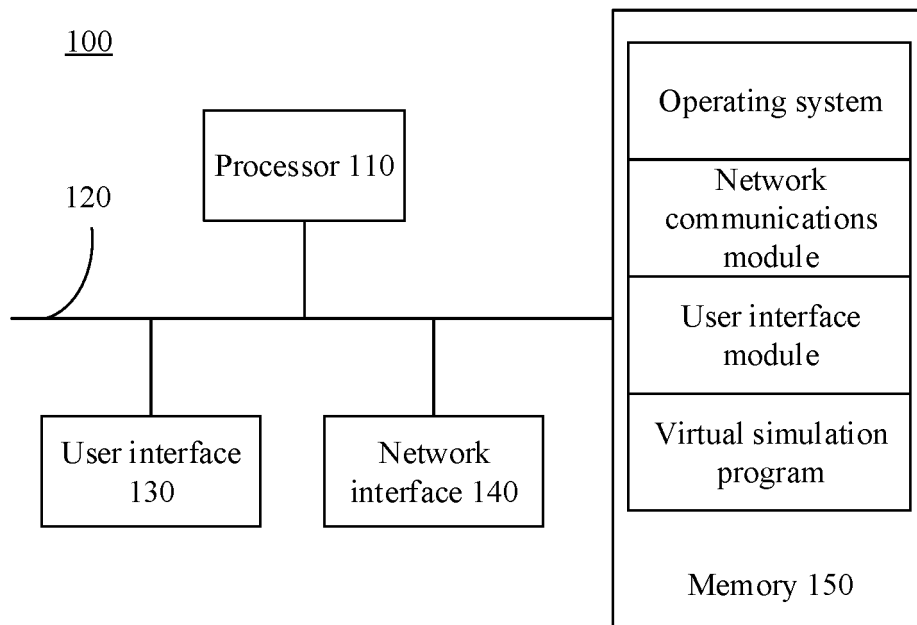 100
Processor 110
120
User interface
130
Network
interface 140
Operating system
Network
communications
module
User interface
module
Virtual simulation
program
Memory 150